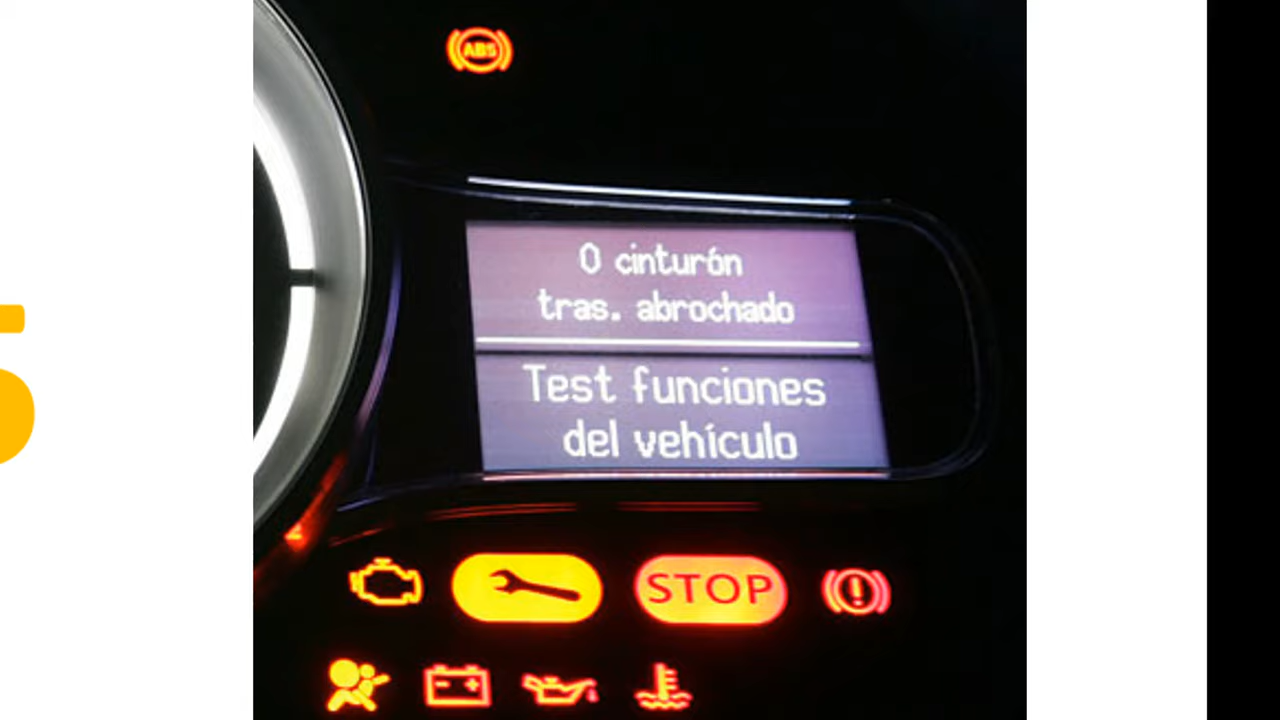 ABS
0 cinturón
tras. abrochado
Test funciones
del vehículo
STOP